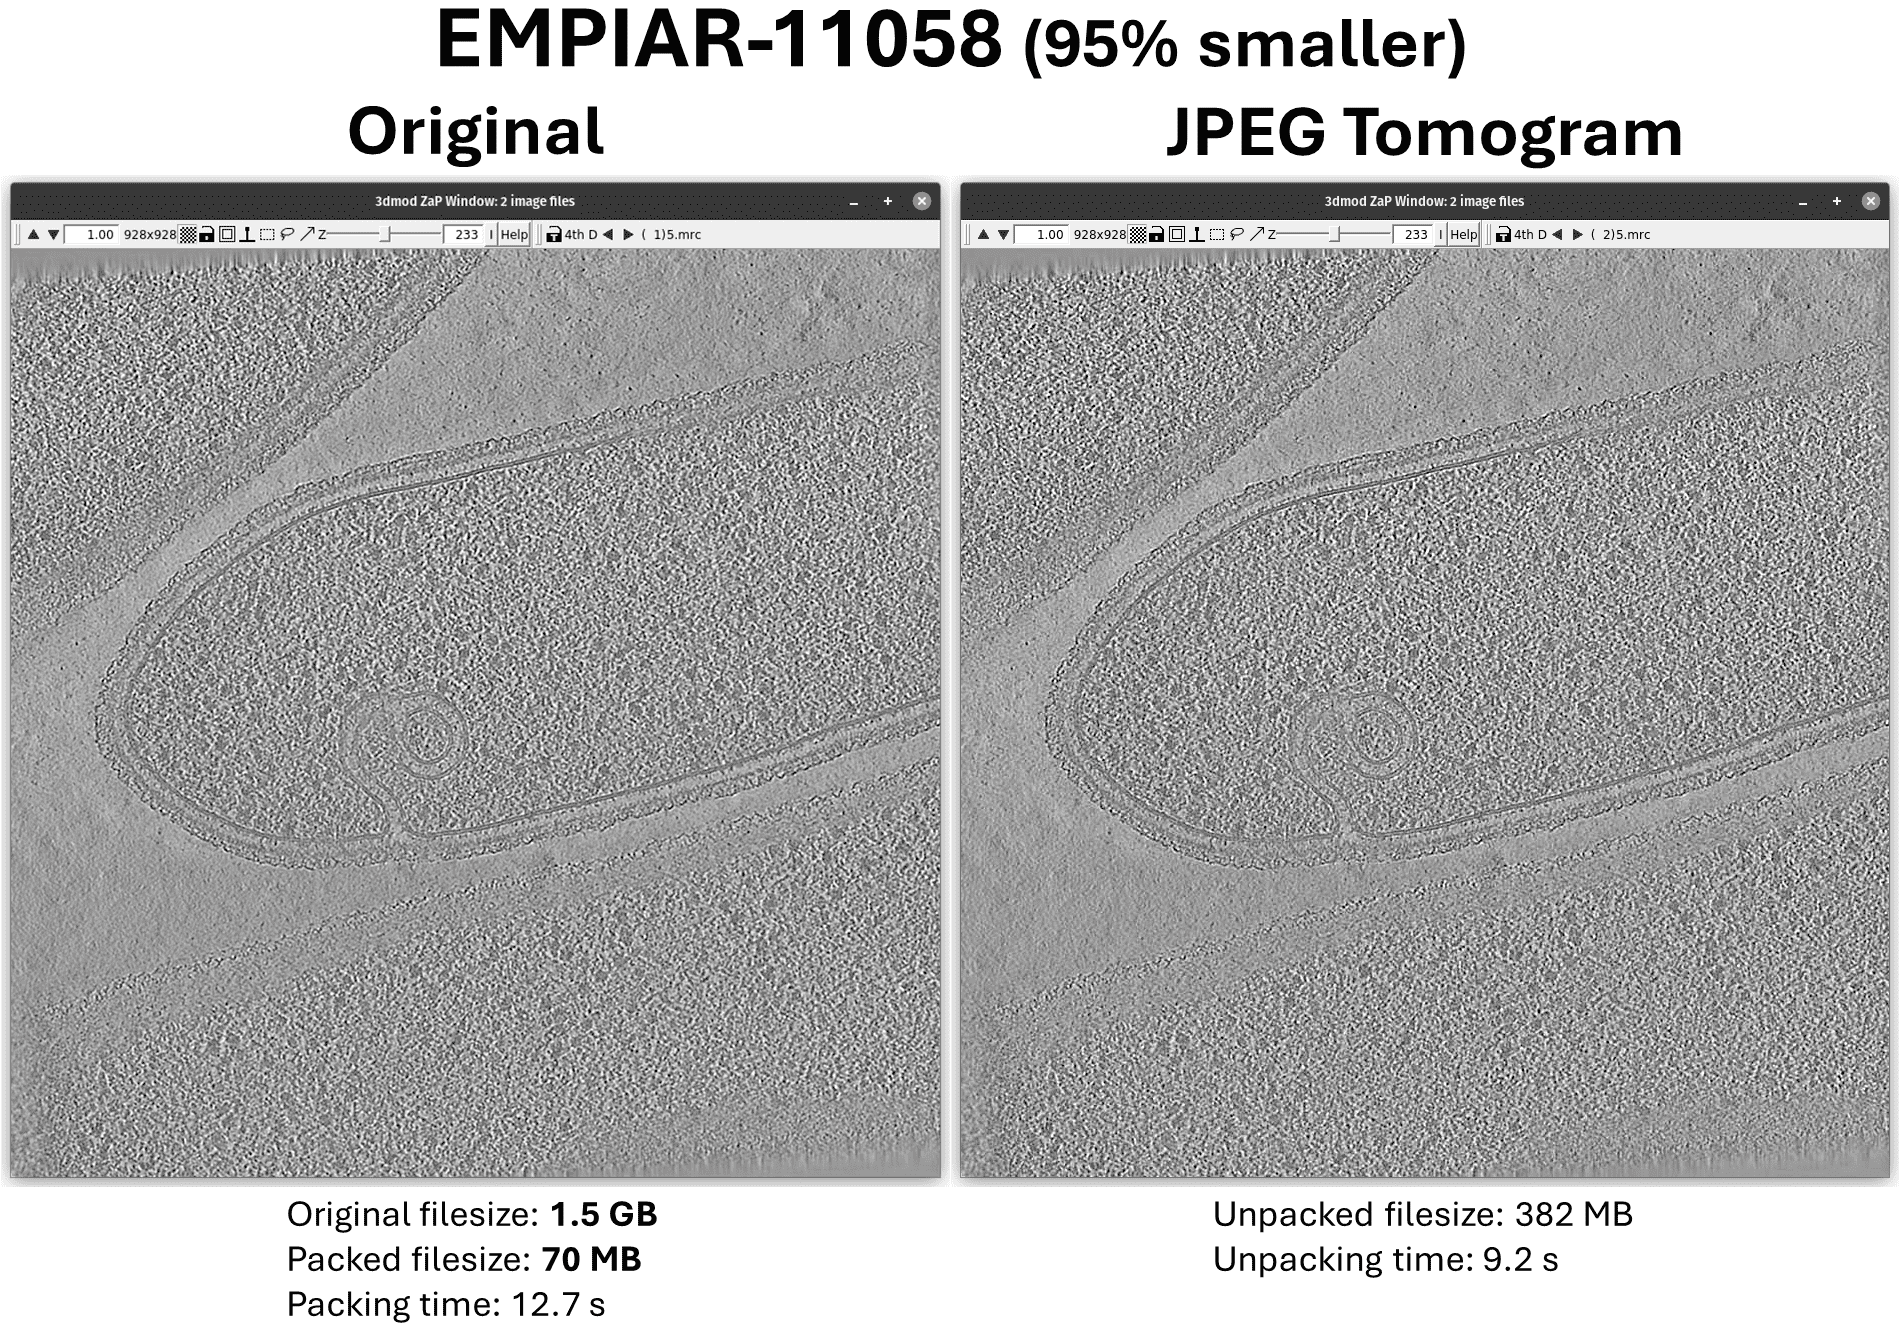 EMPIAR-11058 (95% smaller)
Original
JPEG Tomogram
3dmod ZaP Window: 2 image files
1.00 928x928 Z 233 I Help 4th D ( 1)5.mrc
3dmod ZaP Window: 2 image files
1.00 928x928 Z 233 I Help 4th D ( 2)5.mrc
Original filesize: 1.5 GB
Packed filesize: 70 MB
Packing time: 12.7 s
Unpacked filesize: 382 MB
Unpacking time: 9.2 s